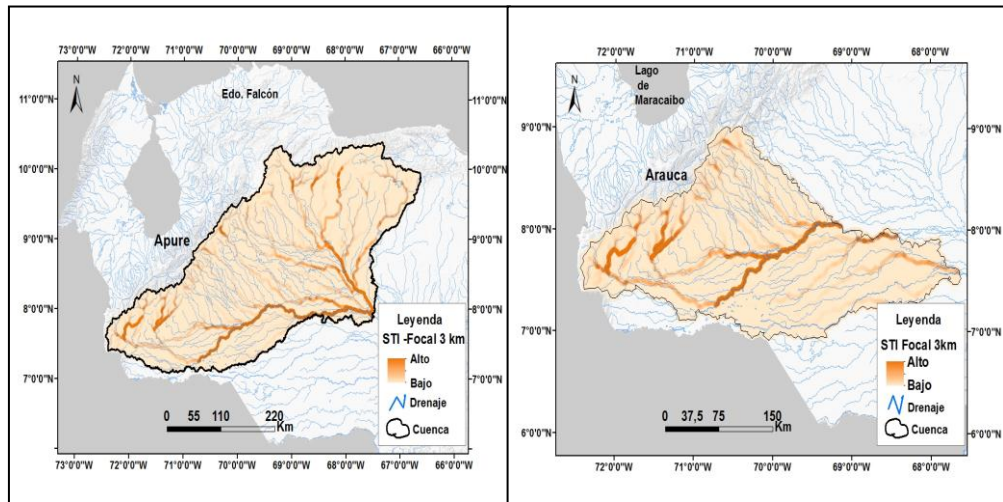 73°0'0"W 72°0'0"W 71°0'0"W 70°0'0"W 69°0'0"W 68°0'0"W 67°0'0"W 66°0'0"W
N
Edo. Falcón
11°0'0"N 11°0'0"N
10°0'0"N 10°0'0"N
9°0'0"N 9°0'0"N
Apure
8°0'0"N 8°0'0"N
7°0'0"N 7°0'0"N
Leyenda
STI -Focal 3 km
Alto
Bajo
Drenaje
Cuenca
0 55 110 220
Km
73°0'0"W 72°0'0"W 71°0'0"W 70°0'0"W 69°0'0"W 68°0'0"W 67°0'0"W 66°0'0"W
72°0'0"W 71°0'0"W 70°0'0"W 69°0'0"W 68°0'0"W
N
Lago
de
Maracaibo
9°0'0"N 9°0'0"N
Arauca
8°0'0"N 8°0'0"N
7°0'0"N 7°0'0"N
6°0'0"N 6°0'0"N
Leyenda
STI Focal 3km
Alto
Bajo
Drenaje
Cuenca
0 37,5 75 150
Km
72°0'0"W 71°0'0"W 70°0'0"W 69°0'0"W 68°0'0"W